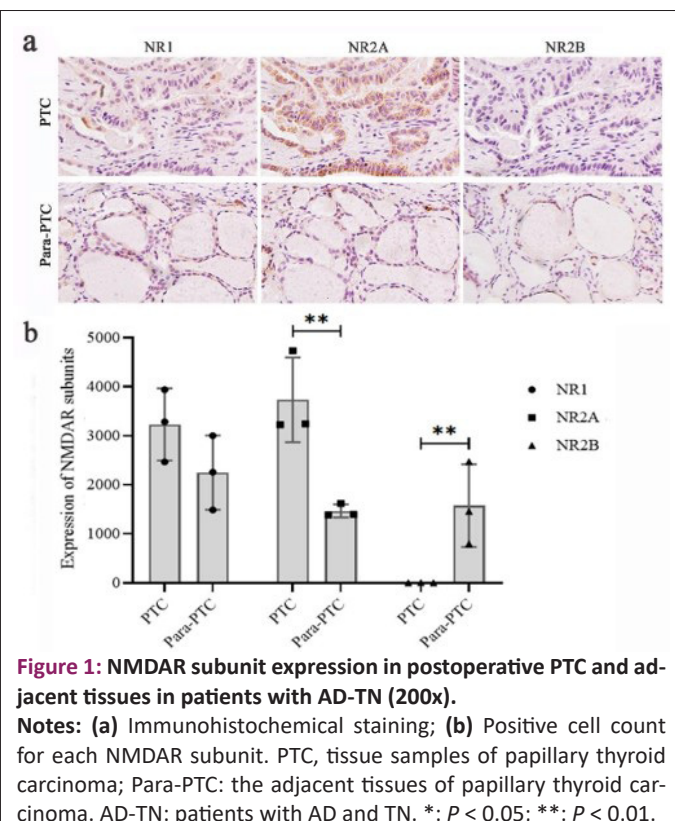 a
NR1 NR2A NR2B
PTC
Para-PTC
b
Expression of NMDAR subunits
5000
4000
3000
2000
1000
0
**
**
NR1
NR2A
NR2B
PTC Para-PTC PTC Para-PTC PTC Para-PTC
Figure 1: NMDAR subunit expression in postoperative PTC and ad-
jacent tissues in patients with AD-TN (200x).
Notes: (a) Immunohistochemical staining; (b) Positive cell count
for each NMDAR subunit. PTC, tissue samples of papillary thyroid
carcinoma; Para-PTC: the adjacent tissues of papillary thyroid car-
cinoma. AD-TN: patients with AD and TN. *: P < 0.05; **: P < 0.01.